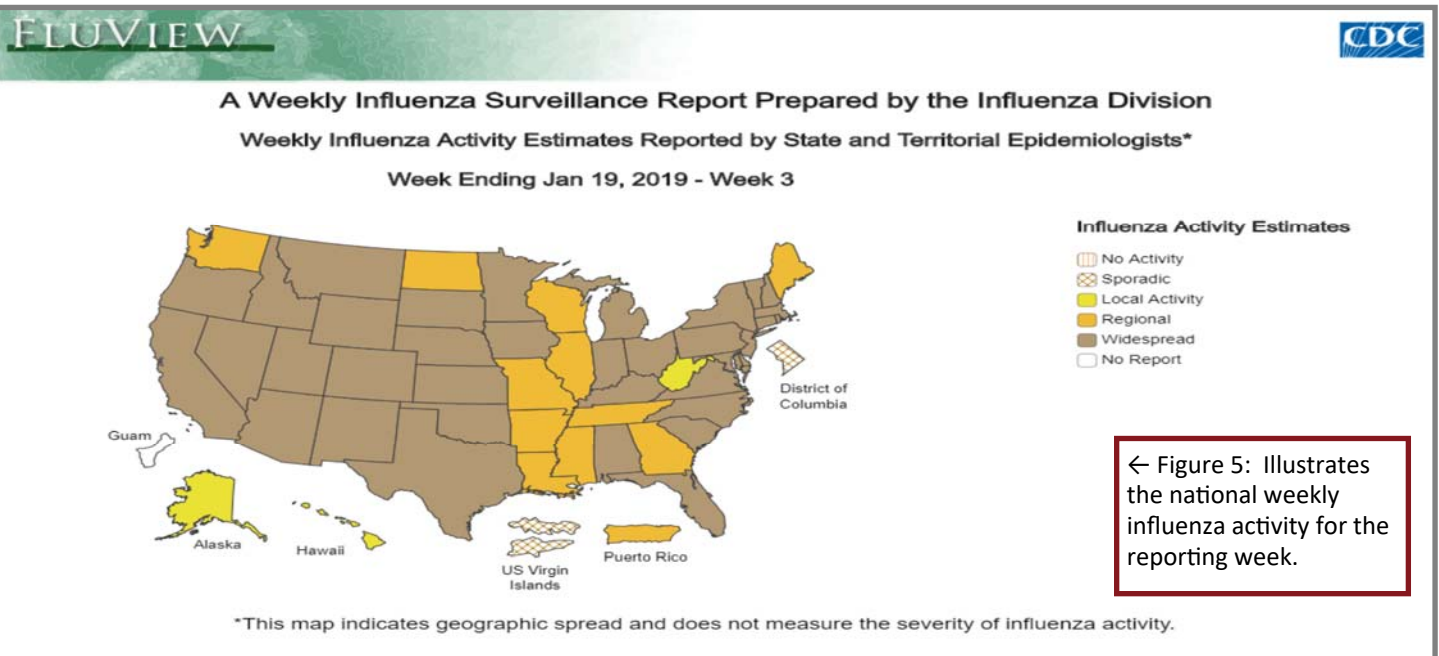 FLUVIEW
CDC
A Weekly Influenza Surveillance Report Prepared by the Influenza Division
Weekly Influenza Activity Estimates Reported by State and Territorial Epidemiologists*
Week Ending Jan 19, 2019 - Week 3
Influenza Activity Estimates
No Activity
Sporadic
Local Activity
Regional
Widespread
No Report
District of
Columbia
Guam
Alaska
Hawaii
US Virgin
Islands
Puerto Rico
← Figure 5: Illustrates
the national weekly
influenza activity for the
reporting week.
*This map indicates geographic spread and does not measure the severity of influenza activity.